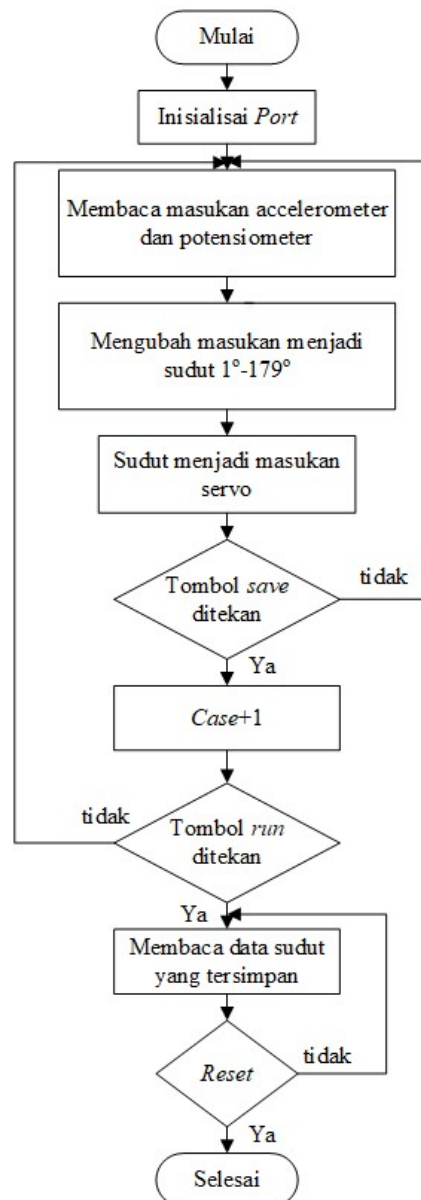 Mulai
Inisialisai Port
Membaca masukan accelerometer
dan potensiometer
Mengubah masukan menjadi
sudut 1°-179°
Sudut menjadi masukan
servo
Tombol save
ditekan
tidak
Ya
Case+1
tidak
Tombol run
ditekan
Ya
Membaca data sudut
yang tersimpan
Reset
tidak
Ya
Selesai